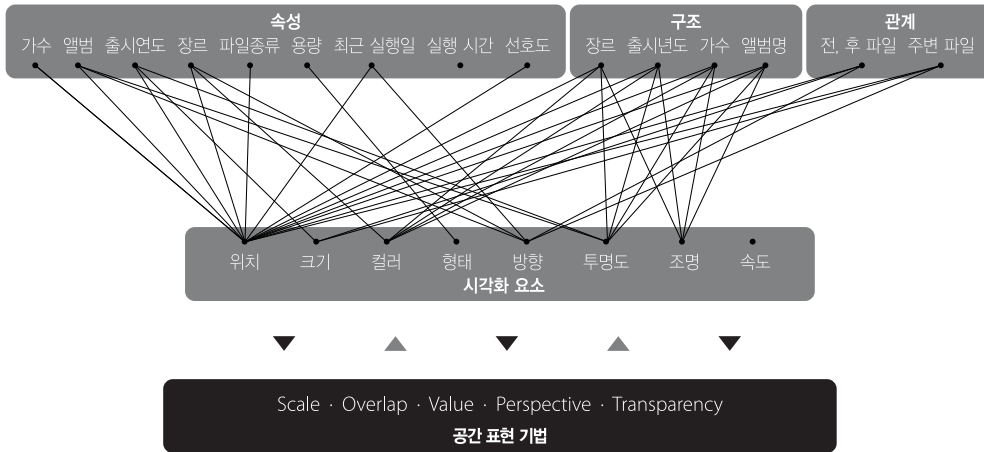 속성
가수 앨범 출시연도 장르 파일종류 용량 최근 실행일 실행 시간 선호도
구조
장르 출시년도 가수 앨범명
관계
전, 후 파일 주변 파일
위치 크기 컬러 형태 방향 투명도 조명 속도
시각화 요소
Scale · Overlap · Value · Perspective · Transparency
공간 표현 기법